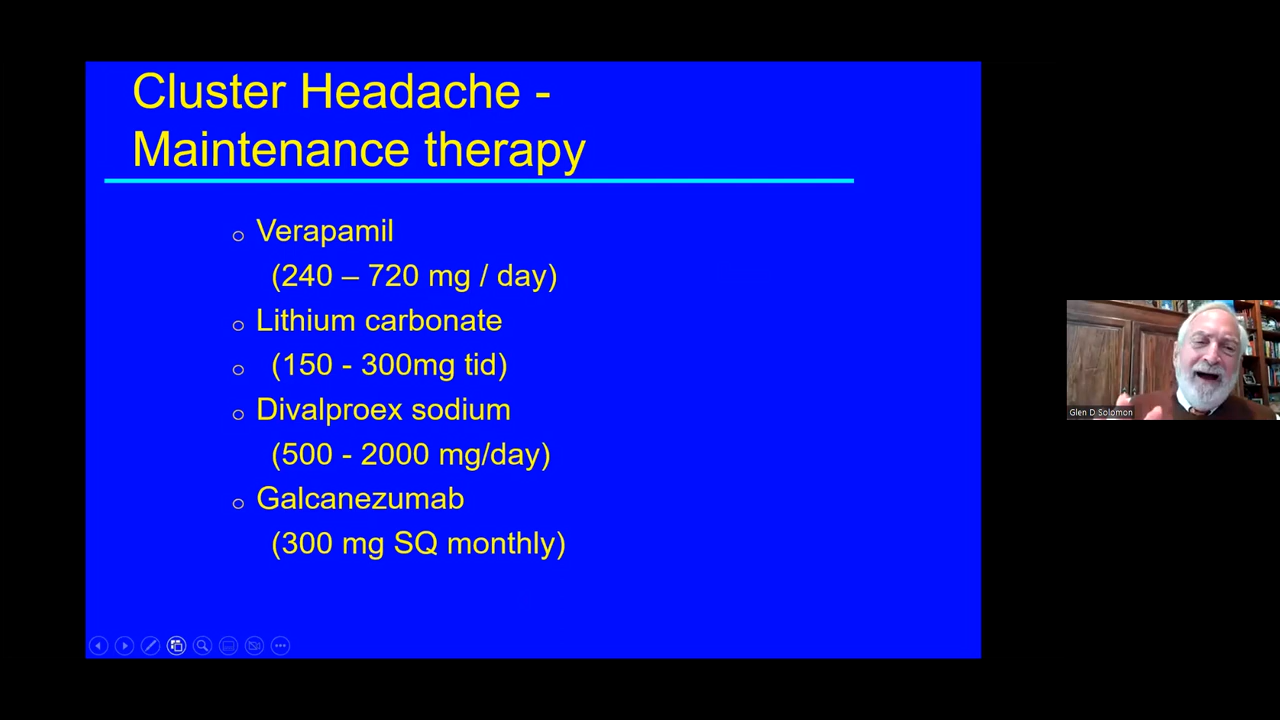 Cluster Headache -
Maintenance therapy
o Verapamil
(240 – 720 mg / day)
o Lithium carbonate
o (150 - 300mg tid)
o Divalproex sodium
(500 - 2000 mg/day)
o Galcanezumab
(300 mg SQ monthly)
Glen D Solomon